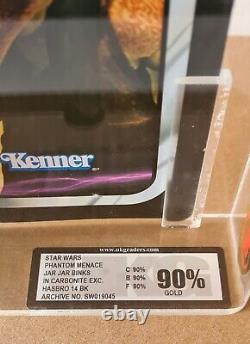 Kenner
www.ukgraders.com
STAR WARS
PHANTOM MENACE
JAR JAR BINKS
IN CARBONITE EXC.
HASBRO 14 BK
ARCHIVE NO. SW019045
C 90%
B 90%
F 90%
90%
GOLD